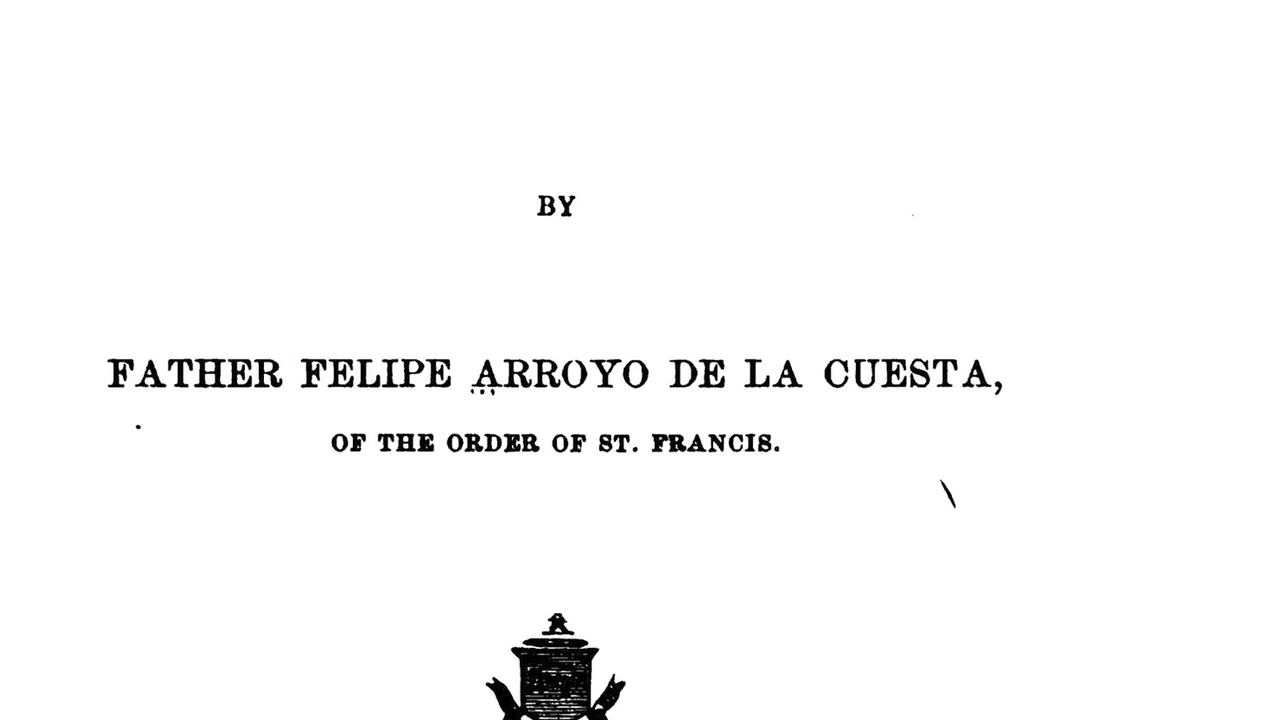 BY
FATHER FELIPE ARROYO DE LA CUESTA,
OF THE ORDER OF ST. FRANCIS.